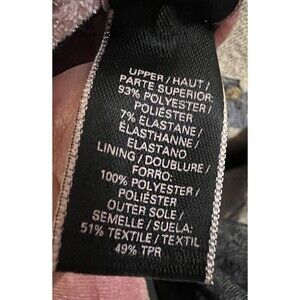 UPPER / HAUT /
PARTE SUPERIOR:
93% POLYESTER /
POLIÉSTER
7% ELASTANE /
ÉLASTHANNE /
ELASTANO
LINING / DOUBLURE /
FORRO:
100% POLYESTER /
POLIÉSTER
OUTER SOLE /
SEMELLE / SUELA:
51% TEXTILE / TEXTIL
49% TPR